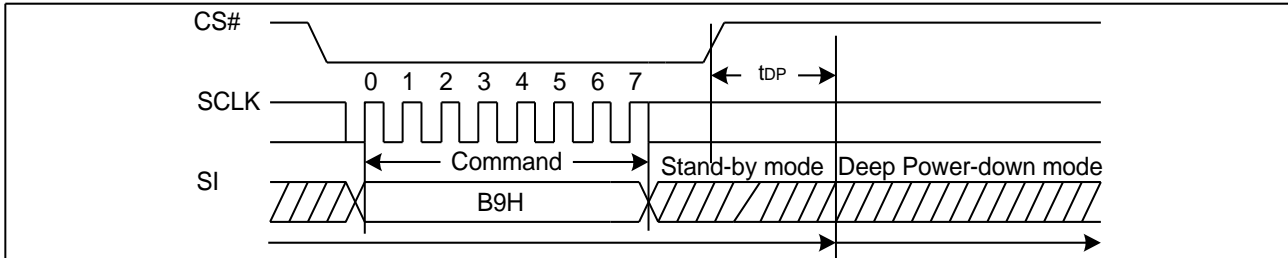 CS#
tDP
0 1 2 3 4 5 6 7
SCLK
Command
Stand-by mode Deep Power-down mode
SI
B9H